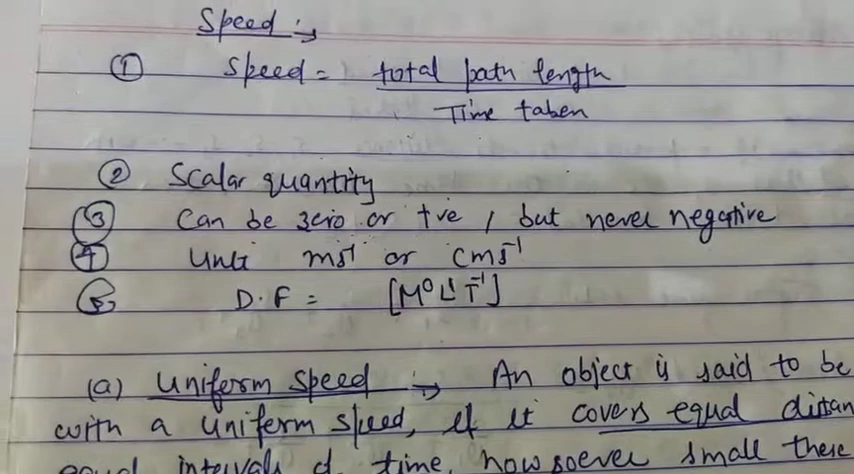 Speed :→
① Speed = total path length
Time taken
② Scalar quantity
③ Can be zero or +ve, but never negative
④ Unit ms⁻¹ or cms⁻¹
⑤ D.F = [M⁰L¹T⁻¹]
(a) Uniform speed :→ An object is said to be
with a uniform speed, if it covers equal distan
equal intervals of time, howsoever small these